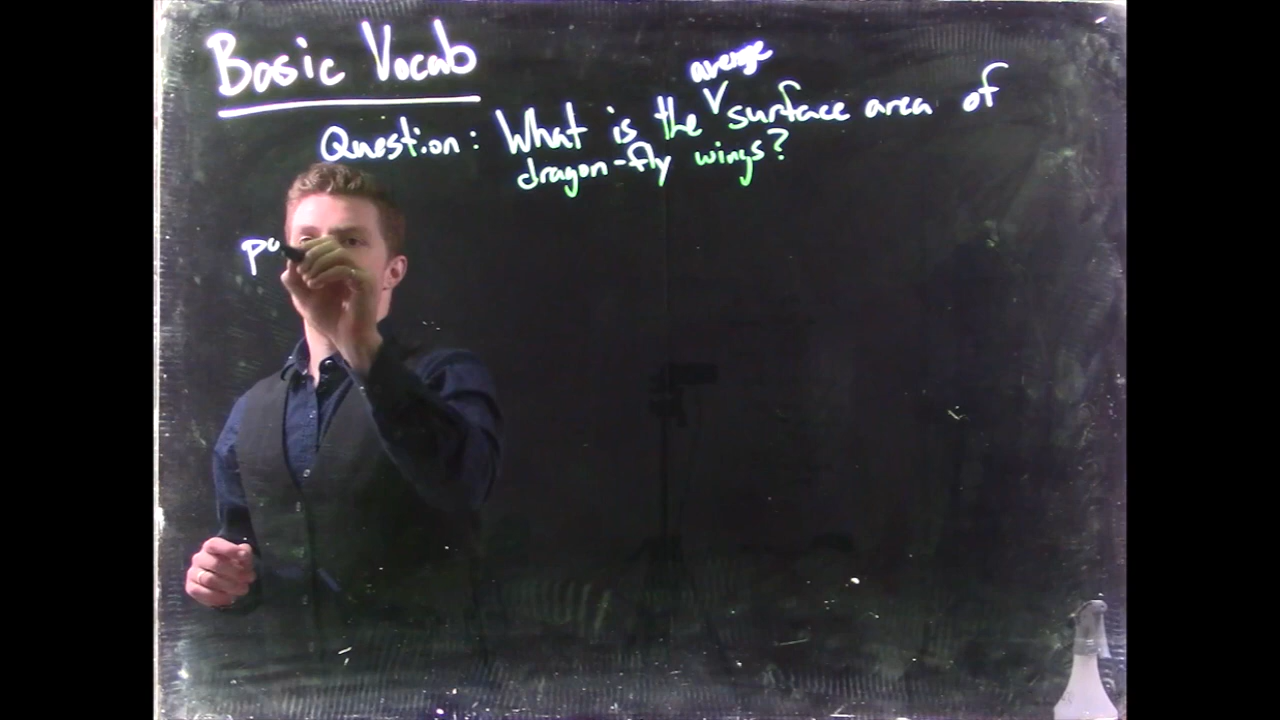 Basic Vocab
average
Question: What is the surface area of
dragon-fly wings?